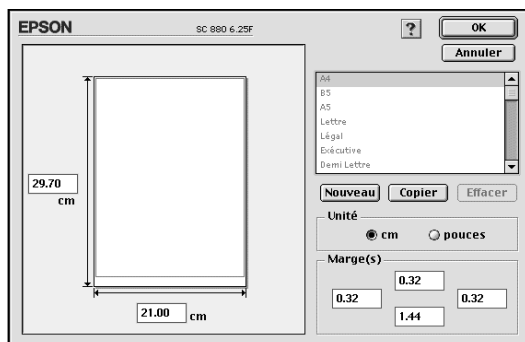 EPSON SC 880 6.25F
? OK
Annuler
A4
B5
A5
Lettre
Légal
Exécutive
Demi Lettre
29.70
cm
21.00 cm
Nouveau Copier Effacer
Unité
cm pouces
Marge(s)
0.32
0.32 0.32
1.44